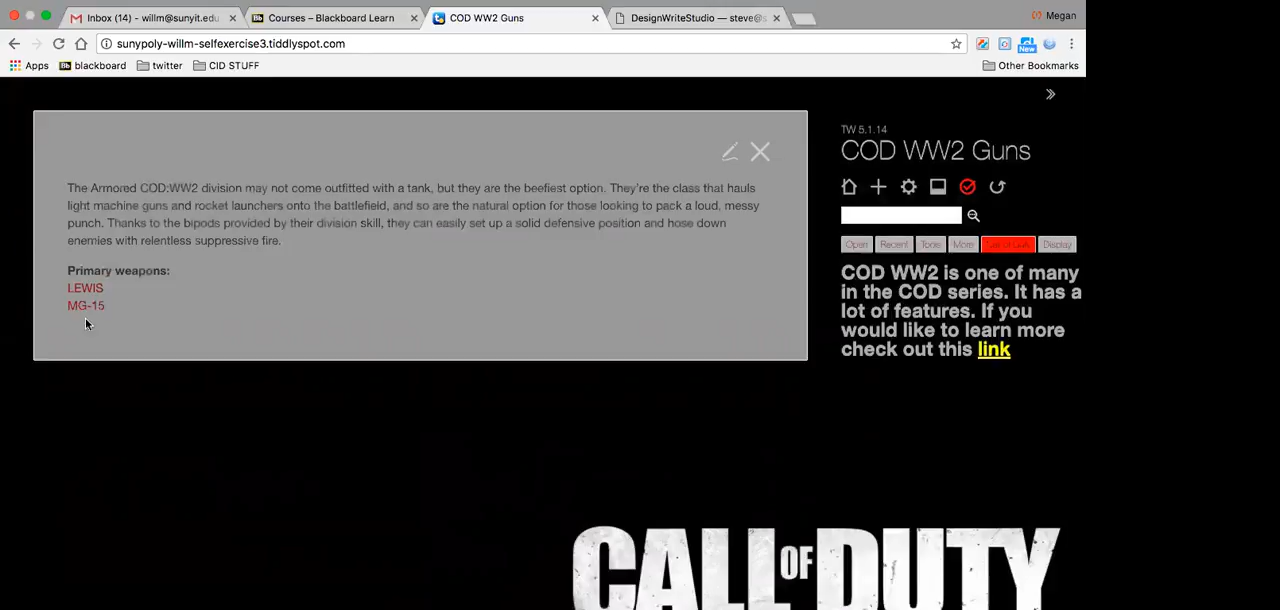 Inbox (14) - willm@sunyit.edu
Courses – Blackboard Learn
COD WW2 Guns
DesignWriteStudio — steve@s
Megan
sunypoly-willm-selfexercise3.tiddlyspot.com
New
Apps
Bb blackboard
twitter
CID STUFF
Other Bookmarks
The Armored COD:WW2 division may not come outfitted with a tank, but they are the beefiest option. They're the class that hauls
light machine guns and rocket launchers onto the battlefield, and so are the natural option for those looking to pack a loud, messy
punch. Thanks to the bipods provided by their division skill, they can easily set up a solid defensive position and hose down
enemies with relentless suppressive fire.
Primary weapons:
LEWIS
MG-15
TW 5.1.14
COD WW2 Guns
Open Recent Tools More Display
COD WW2 is one of many
in the COD series. It has a
lot of features. If you
would like to learn more
check out this link
CALL OF DUTY